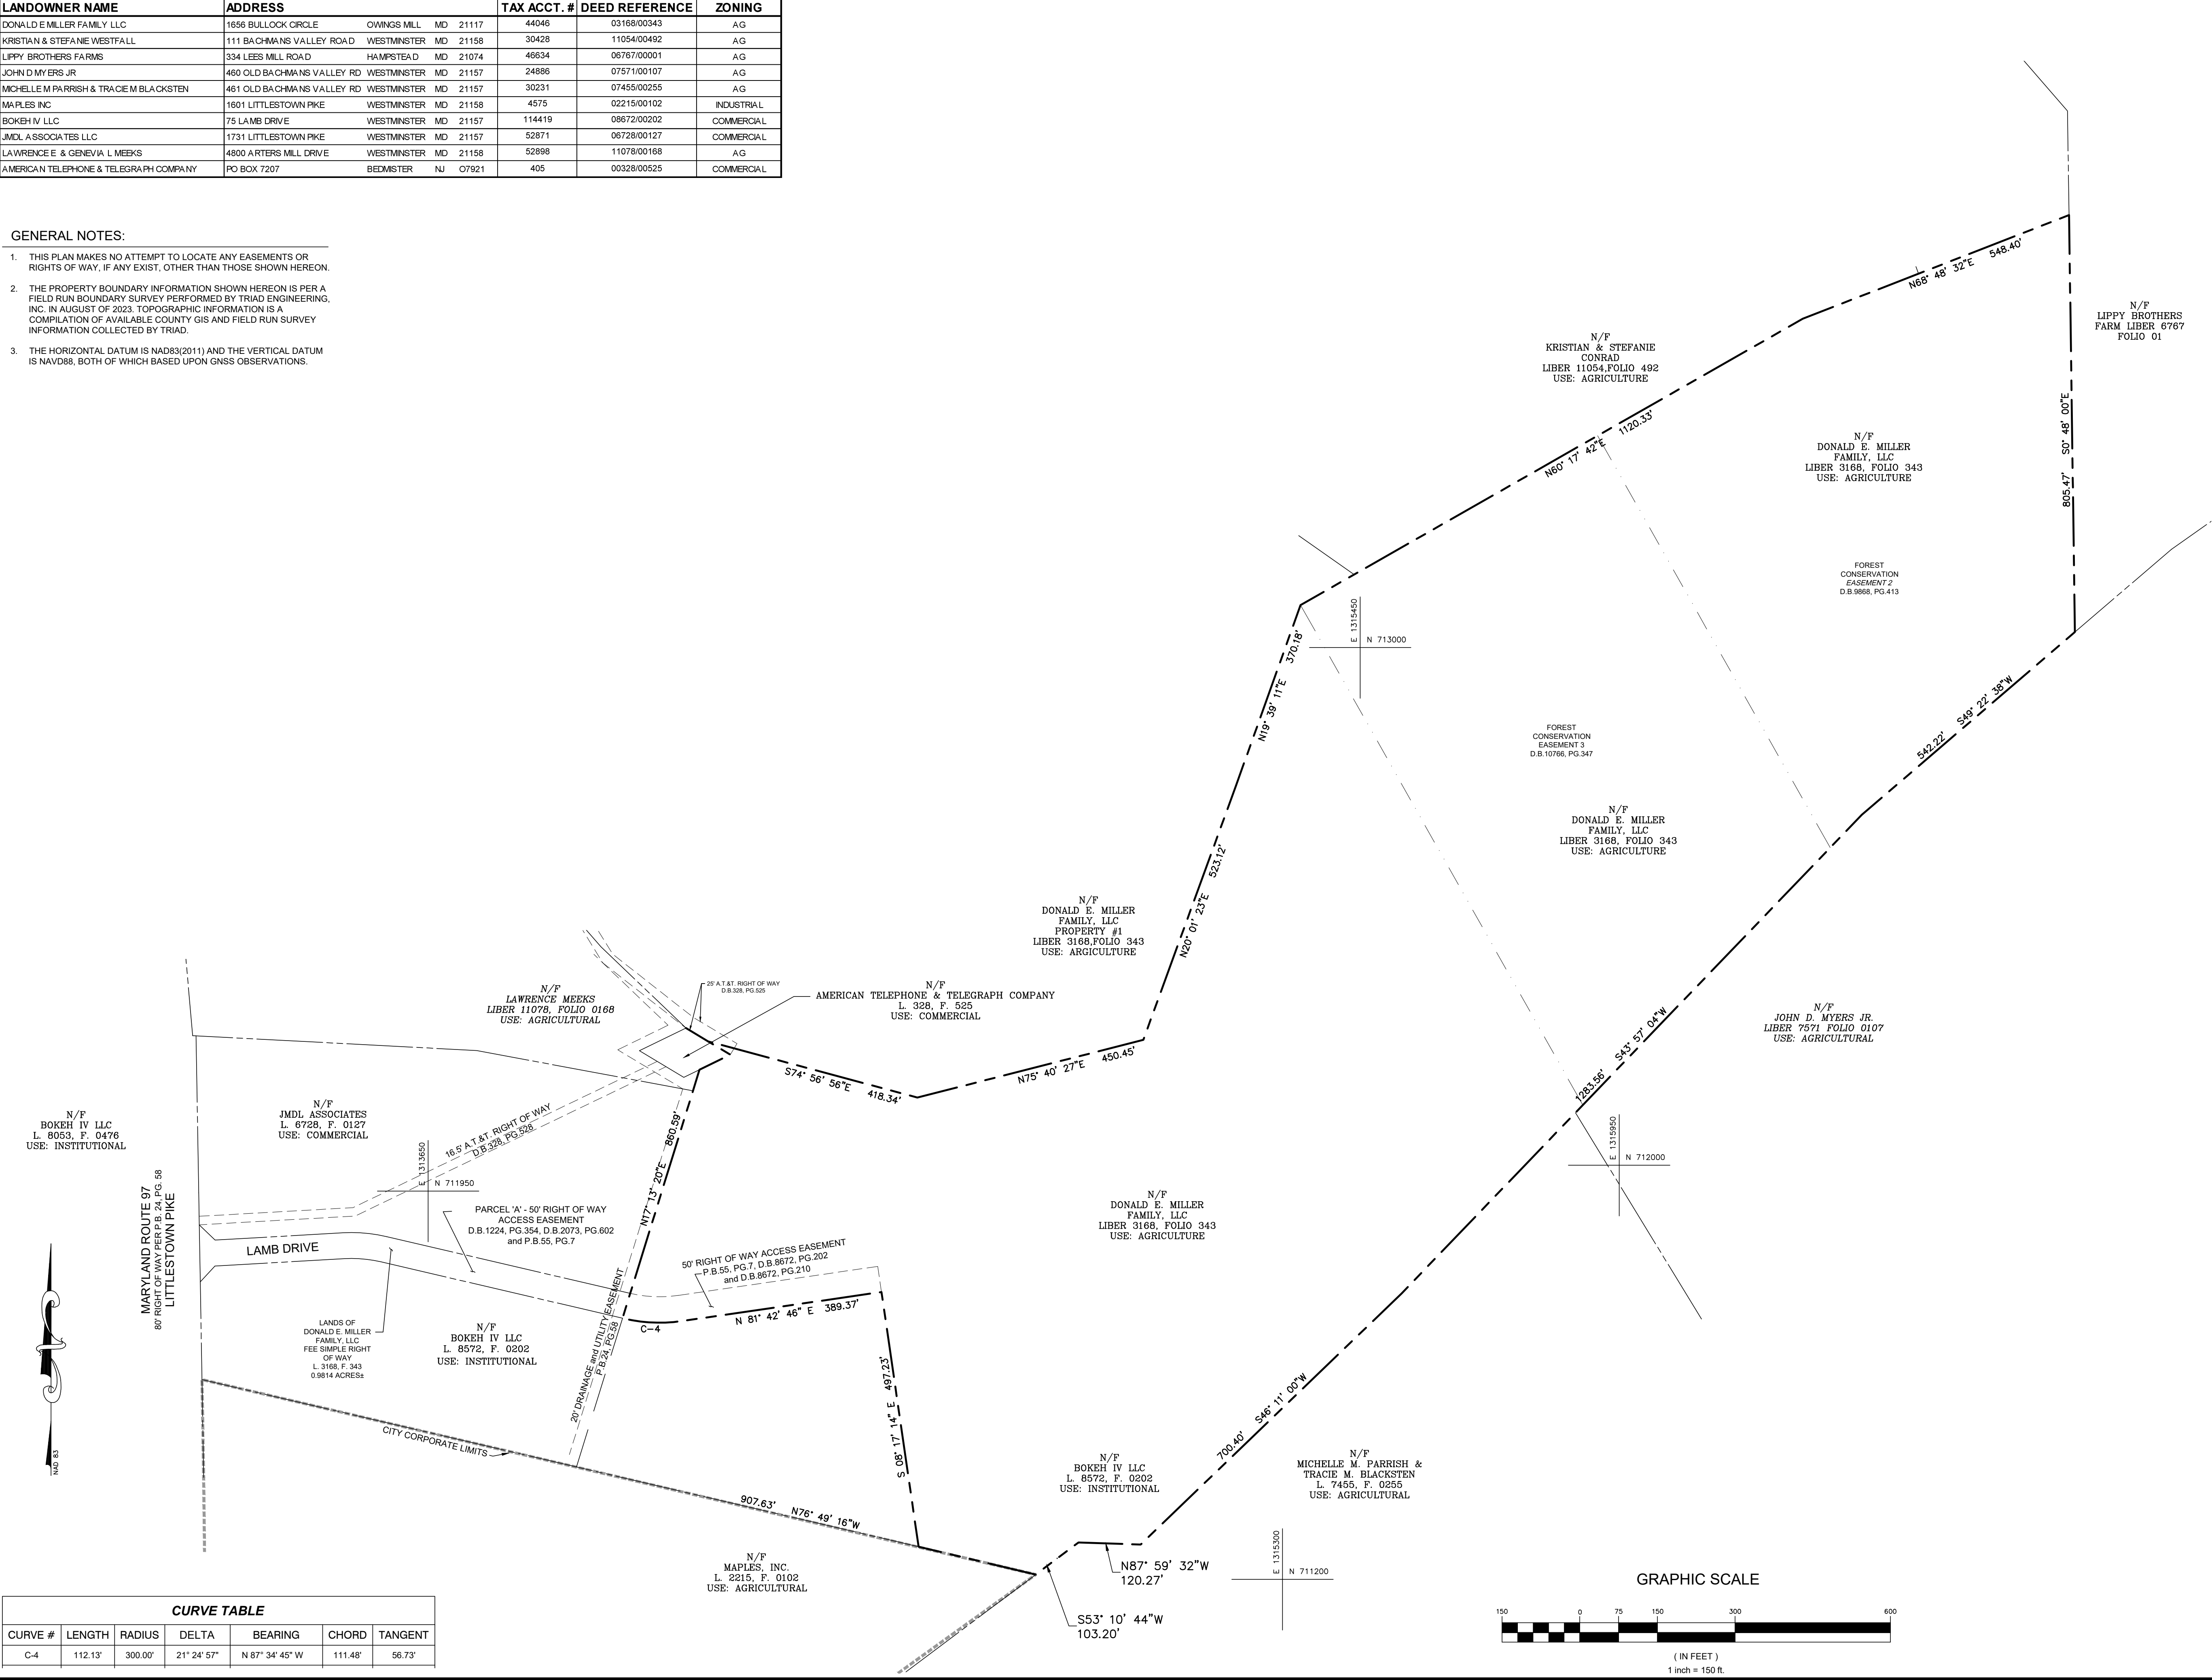 LANDOWNER NAME ADDRESS TAX ACCT. # DEED REFERENCE ZONING
DONALD E MILLER FAMILY LLC 1656 BULLOCK CIRCLE OWINGS MILL MD 21117 44046 03168/00343 AG
KRISTIAN & STEFANIE WESTFALL 111 BACHMANS VALLEY ROAD WESTMINSTER MD 21158 30428 11054/00492 AG
LIPPY BROTHERS FARMS 334 LEES MILL ROAD HAMPSTEAD MD 21074 46634 06767/00001 AG
JOHN D MYERS JR 460 OLD BACHMANS VALLEY RD WESTMINSTER MD 21157 24886 07571/00107 AG
MICHELLE M PARRISH & TRACIE M BLACKSTEN 461 OLD BACHMANS VALLEY RD WESTMINSTER MD 21157 30231 07455/00255 AG
MAPLES INC 1601 LITTLESTOWN PIKE WESTMINSTER MD 21158 4575 02215/00102 INDUSTRIAL
BOKEH IV LLC 75 LAMB DRIVE WESTMINSTER MD 21157 114419 08672/00202 COMMERCIAL
JMDL ASSOCIATES LLC 1731 LITTLESTOWN PIKE WESTMINSTER MD 21157 52871 06728/00127 COMMERCIAL
LAWRENCE E & GENEVIA L MEEKS 4800 ARTERS MILL DRIVE WESTMINSTER MD 21158 52898 11078/00168 AG
AMERICAN TELEPHONE & TELEGRAPH COMPANY PO BOX 7207 BEDMISTER NJ O7921 405 00328/00525 COMMERCIAL
GENERAL NOTES:
1. THIS PLAN MAKES NO ATTEMPT TO LOCATE ANY EASEMENTS OR
RIGHTS OF WAY, IF ANY EXIST, OTHER THAN THOSE SHOWN HEREON.
2. THE PROPERTY BOUNDARY INFORMATION SHOWN HEREON IS PER A
FIELD RUN BOUNDARY SURVEY PERFORMED BY TRIAD ENGINEERING,
INC. IN AUGUST OF 2023. TOPOGRAPHIC INFORMATION IS A
COMPILATION OF AVAILABLE COUNTY GIS AND FIELD RUN SURVEY
INFORMATION COLLECTED BY TRIAD.
3. THE HORIZONTAL DATUM IS NAD83(2011) AND THE VERTICAL DATUM
IS NAVD88, BOTH OF WHICH BASED UPON GNSS OBSERVATIONS.
N68° 48' 32"E 548.40'
N/F
LIPPY BROTHERS
FARM LIBER 6767
FOLIO 01
N/F
KRISTIAN & STEFANIE
CONRAD
LIBER 11054,FOLIO 492
USE: AGRICULTURE
N60° 17' 42"E 1120.33'
805.47' S0° 48' 00"E
N/F
DONALD E. MILLER
FAMILY, LLC
LIBER 3168, FOLIO 343
USE: AGRICULTURE
FOREST
CONSERVATION
EASEMENT 2
D.B.9868, PG.413
E 1315450
N 713000
N19° 39' 11"E 370.18'
542.22' S49° 22' 38"W
FOREST
CONSERVATION
EASEMENT 3
D.B.10766, PG.347
N/F
DONALD E. MILLER
FAMILY, LLC
LIBER 3168, FOLIO 343
USE: AGRICULTURE
N20° 01' 23"E 523.12'
N/F
DONALD E. MILLER
FAMILY, LLC
PROPERTY #1
LIBER 3168,FOLIO 343
USE: ARGICULTURE
N/F
LAWRENCE MEEKS
LIBER 11078, FOLIO 0168
USE: AGRICULTURAL
25' A.T.&T. RIGHT OF WAY
D.B.328, PG.525
N/F
AMERICAN TELEPHONE & TELEGRAPH COMPANY
L. 328, F. 525
USE: COMMERCIAL
N/F
JOHN D. MYERS JR.
LIBER 7571 FOLIO 0107
USE: AGRICULTURAL
1283.56' S43° 57' 04"W
S74° 56' 56"E 418.34'
N75° 40' 27"E 450.45'
N/F
BOKEH IV LLC
L. 8053, F. 0476
USE: INSTITUTIONAL
N/F
JMDL ASSOCIATES
L. 6728, F. 0127
USE: COMMERCIAL
16.5' A.T.&T. RIGHT OF WAY
D.B.328, PG.528
N17° 13' 20"E 860.59'
E 1313650
N 711950
E 1315950
N 712000
MARYLAND ROUTE 97
80' RIGHT OF WAY PER P.B. 24, PG. 58
LITTLESTOWN PIKE
PARCEL 'A' - 50' RIGHT OF WAY
ACCESS EASEMENT
D.B.1224, PG.354, D.B.2073, PG.602
and P.B.55, PG.7
LAMB DRIVE
N/F
DONALD E. MILLER
FAMILY, LLC
LIBER 3168, FOLIO 343
USE: AGRICULTURE
50' RIGHT OF WAY ACCESS EASEMENT
P.B.55, PG.7, D.B.8672, PG.202
and D.B.8672, PG.210
C-4
N 81° 42' 46" E 389.37'
20' DRAINAGE and UTILITY EASEMENT
P.B.24, PG.58
LANDS OF
DONALD E. MILLER
FAMILY, LLC
FEE SIMPLE RIGHT
OF WAY
L. 3168, F. 343
0.9814 ACRES±
N/F
BOKEH IV LLC
L. 8572, F. 0202
USE: INSTITUTIONAL
S 08° 17' 14" E 497.23'
CITY CORPORATE LIMITS
700.40' S46° 11' 00"W
N/F
BOKEH IV LLC
L. 8572, F. 0202
USE: INSTITUTIONAL
N/F
MICHELLE M. PARRISH &
TRACIE M. BLACKSTEN
L. 7455, F. 0255
USE: AGRICULTURAL
907.63' N76° 49' 16"W
NAD 83
N/F
MAPLES, INC.
L. 2215, F. 0102
USE: AGRICULTURAL
N87° 59' 32"W
120.27'
E 1315300
N 711200
S53° 10' 44"W
103.20'
GRAPHIC SCALE
150 0 75 150 300 600
( IN FEET )
1 inch = 150 ft.
CURVE TABLE
CURVE # LENGTH RADIUS DELTA BEARING CHORD TANGENT
C-4 112.13' 300.00' 21° 24' 57" N 87° 34' 45" W 111.48' 56.73'